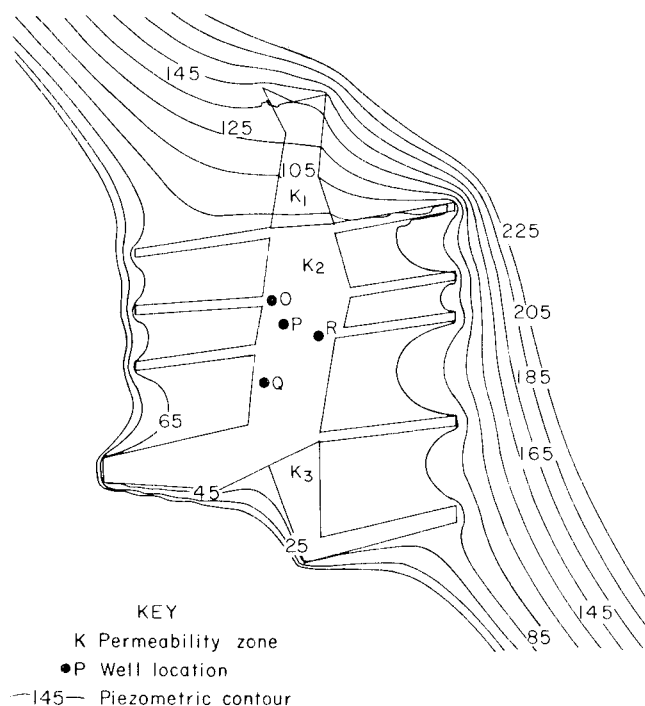 145
125
105
K1
225
K2
O
205
P
R
185
Q
65
165
K3
45
25
145
85
KEY
K Permeability zone
●P Well location
—145— Piezometric contour